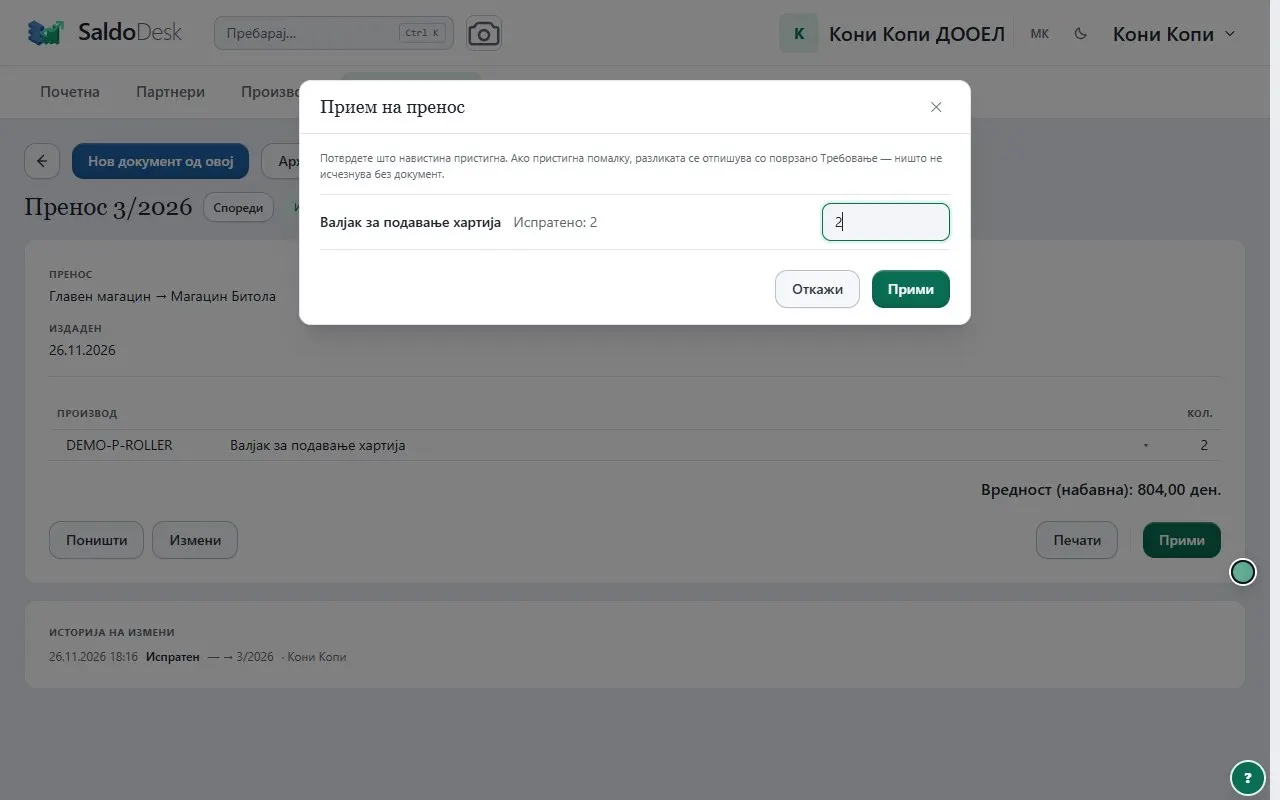 SaldoDesk
Пребарај... Ctrl K
К Кони Копи ДООЕЛ МК Кони Копи
Почетна Партнери
Прием на пренос
Потврдете што навистина пристигна. Ако пристигна помалку, разликата се отпишува со поврзано Требовање — ништо не
исчезнува без документ.
Валјак за подавање хартија Испратено: 2 2
Откажи Прими
Нов документ од овој
Пренос 3/2026 Спореди
ПРЕНОС
Главен магацин → Магацин Битола
ИЗДАДЕН
26.11.2026
ПРОИЗВОД КОЛ.
DEMO-P-ROLLER Валјак за подавање хартија 2
Вредност (набавна): 804,00 ден.
Поништи Измени Печати Прими
ИСТОРИЈА НА ИЗМЕНИ
26.11.2026 18:16 Испратен — → 3/2026 · Кони Копи
?